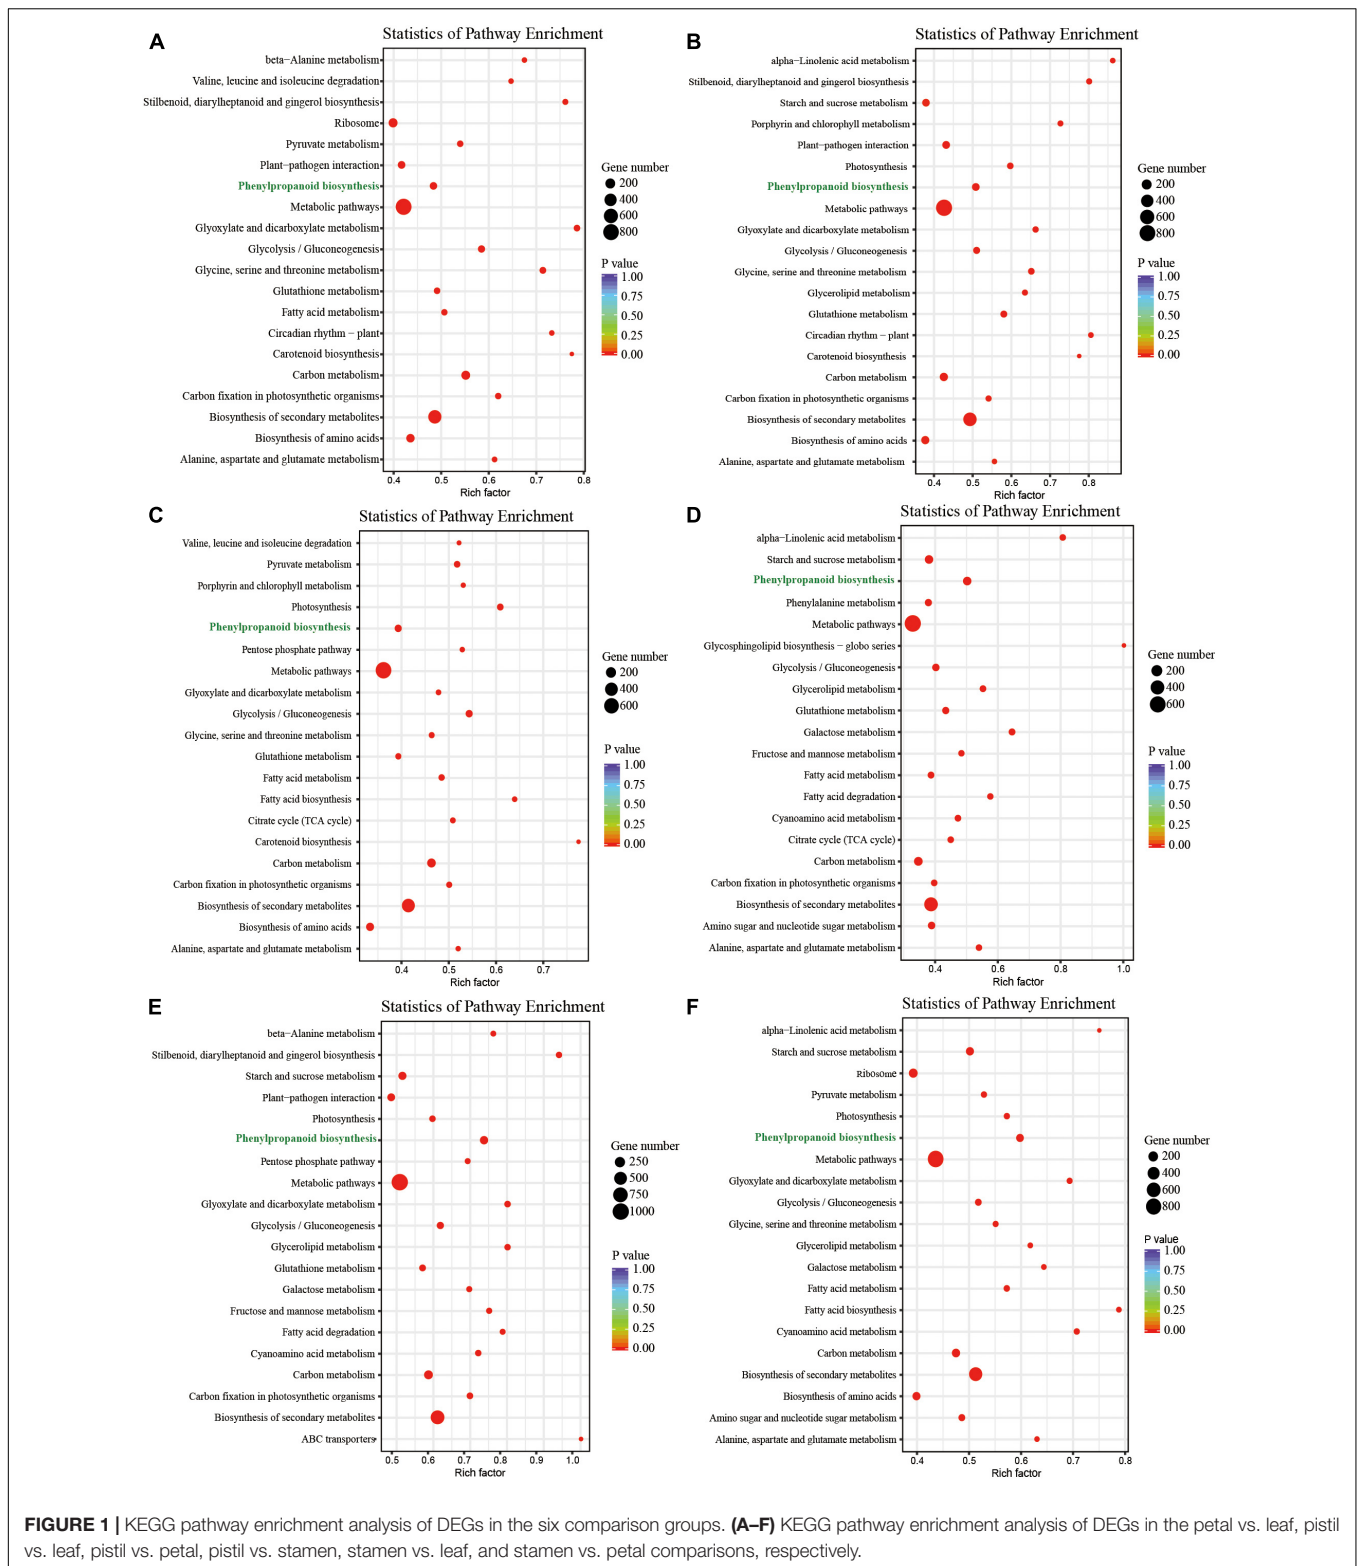 A
Statistics of Pathway Enrichment
beta−Alanine metabolism
Valine, leucine and isoleucine degradation
Stilbenoid, diarylheptanoid and gingerol biosynthesis
Ribosome
Pyruvate metabolism
Plant−pathogen interaction
Phenylpropanoid biosynthesis
Metabolic pathways
Glyoxylate and dicarboxylate metabolism
Glycolysis / Gluconeogenesis
Glycine, serine and threonine metabolism
Glutathione metabolism
Fatty acid metabolism
Circadian rhythm − plant
Carotenoid biosynthesis
Carbon metabolism
Carbon fixation in photosynthetic organisms
Biosynthesis of secondary metabolites
Biosynthesis of amino acids
Alanine, aspartate and glutamate metabolism
0.4 0.5 0.6 0.7 0.8
Rich factor
Gene number
200
400
600
800
P value
1.00
0.75
0.50
0.25
0.00
B
Statistics of Pathway Enrichment
alpha−Linolenic acid metabolism
Stilbenoid, diarylheptanoid and gingerol biosynthesis
Starch and sucrose metabolism
Porphyrin and chlorophyll metabolism
Plant−pathogen interaction
Photosynthesis
Phenylpropanoid biosynthesis
Metabolic pathways
Glyoxylate and dicarboxylate metabolism
Glycolysis / Gluconeogenesis
Glycine, serine and threonine metabolism
Glycerolipid metabolism
Glutathione metabolism
Circadian rhythm − plant
Carotenoid biosynthesis
Carbon metabolism
Carbon fixation in photosynthetic organisms
Biosynthesis of secondary metabolites
Biosynthesis of amino acids
Alanine, aspartate and glutamate metabolism
0.4 0.5 0.6 0.7 0.8
Rich factor
Gene number
200
400
600
800
P value
1.00
0.75
0.50
0.25
0.00
C
Statistics of Pathway Enrichment
Valine, leucine and isoleucine degradation
Pyruvate metabolism
Porphyrin and chlorophyll metabolism
Photosynthesis
Phenylpropanoid biosynthesis
Pentose phosphate pathway
Metabolic pathways
Glyoxylate and dicarboxylate metabolism
Glycolysis / Gluconeogenesis
Glycine, serine and threonine metabolism
Glutathione metabolism
Fatty acid metabolism
Fatty acid biosynthesis
Citrate cycle (TCA cycle)
Carotenoid biosynthesis
Carbon metabolism
Carbon fixation in photosynthetic organisms
Biosynthesis of secondary metabolites
Biosynthesis of amino acids
Alanine, aspartate and glutamate metabolism
0.4 0.5 0.6 0.7
Rich factor
Gene number
200
400
600
P value
1.00
0.75
0.50
0.25
0.00
D
Statistics of Pathway Enrichment
alpha−Linolenic acid metabolism
Starch and sucrose metabolism
Phenylpropanoid biosynthesis
Phenylalanine metabolism
Metabolic pathways
Glycosphingolipid biosynthesis − globo series
Glycolysis / Gluconeogenesis
Glycerolipid metabolism
Glutathione metabolism
Galactose metabolism
Fructose and mannose metabolism
Fatty acid metabolism
Fatty acid degradation
Cyanoamino acid metabolism
Citrate cycle (TCA cycle)
Carbon metabolism
Carbon fixation in photosynthetic organisms
Biosynthesis of secondary metabolites
Amino sugar and nucleotide sugar metabolism
Alanine, aspartate and glutamate metabolism
0.4 0.6 0.8 1.0
Rich factor
Gene number
200
400
600
P value
1.00
0.75
0.50
0.25
0.00
E
Statistics of Pathway Enrichment
beta−Alanine metabolism
Stilbenoid, diarylheptanoid and gingerol biosynthesis
Starch and sucrose metabolism
Plant−pathogen interaction
Photosynthesis
Phenylpropanoid biosynthesis
Pentose phosphate pathway
Metabolic pathways
Glyoxylate and dicarboxylate metabolism
Glycolysis / Gluconeogenesis
Glycerolipid metabolism
Glutathione metabolism
Galactose metabolism
Fructose and mannose metabolism
Fatty acid degradation
Cyanoamino acid metabolism
Carbon metabolism
Carbon fixation in photosynthetic organisms
Biosynthesis of secondary metabolites
ABC transporters
0.5 0.6 0.7 0.8 0.9 1.0
Rich factor
Gene number
250
500
750
1000
P value
1.00
0.75
0.50
0.25
0.00
F
Statistics of Pathway Enrichment
alpha−Linolenic acid metabolism
Starch and sucrose metabolism
Ribosome
Pyruvate metabolism
Photosynthesis
Phenylpropanoid biosynthesis
Metabolic pathways
Glyoxylate and dicarboxylate metabolism
Glycolysis / Gluconeogenesis
Glycine, serine and threonine metabolism
Glycerolipid metabolism
Galactose metabolism
Fatty acid metabolism
Fatty acid biosynthesis
Cyanoamino acid metabolism
Carbon metabolism
Biosynthesis of secondary metabolites
Biosynthesis of amino acids
Amino sugar and nucleotide sugar metabolism
Alanine, aspartate and glutamate metabolism
0.4 0.5 0.6 0.7 0.8
Rich factor
Gene number
200
400
600
800
P value
1.00
0.75
0.50
0.25
0.00
FIGURE 1 | KEGG pathway enrichment analysis of DEGs in the six comparison groups. (A–F) KEGG pathway enrichment analysis of DEGs in the petal vs. leaf, pistil
vs. leaf, pistil vs. petal, pistil vs. stamen, stamen vs. leaf, and stamen vs. petal comparisons, respectively.